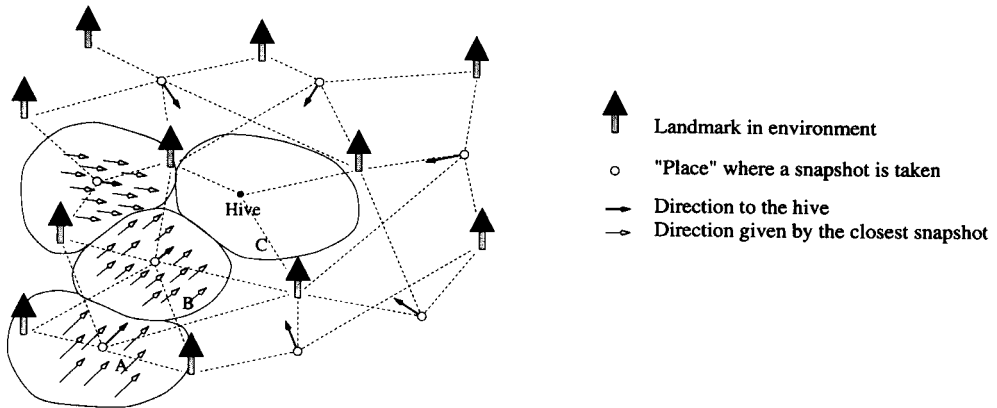 Hive
C
B
A
Landmark in environment
"Place" where a snapshot is taken
Direction to the hive
Direction given by the closest snapshot